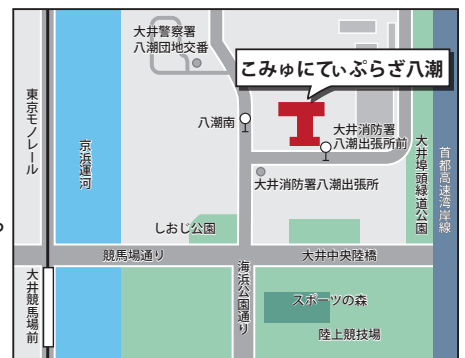 大井警察署
八潮団地交番
こみゅにてぃぷらざ八潮
東京モノレール
京浜運河
八潮南
大井消防署
八潮出張所前
大井消防署八潮出張所
大井埠頭緑道公園
首都高速湾岸線
しおじ公園
競馬場通り
大井中央陸橋
海浜公園通り
大井競馬場前
スポーツの森
陸上競技場